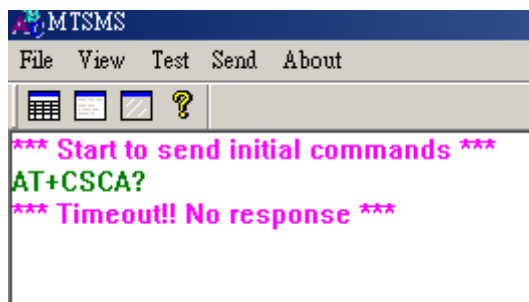 MTSMS
File View Test Send About
*** Start to send initial commands ***
AT+CSCA?
*** Timeout!! No response ***